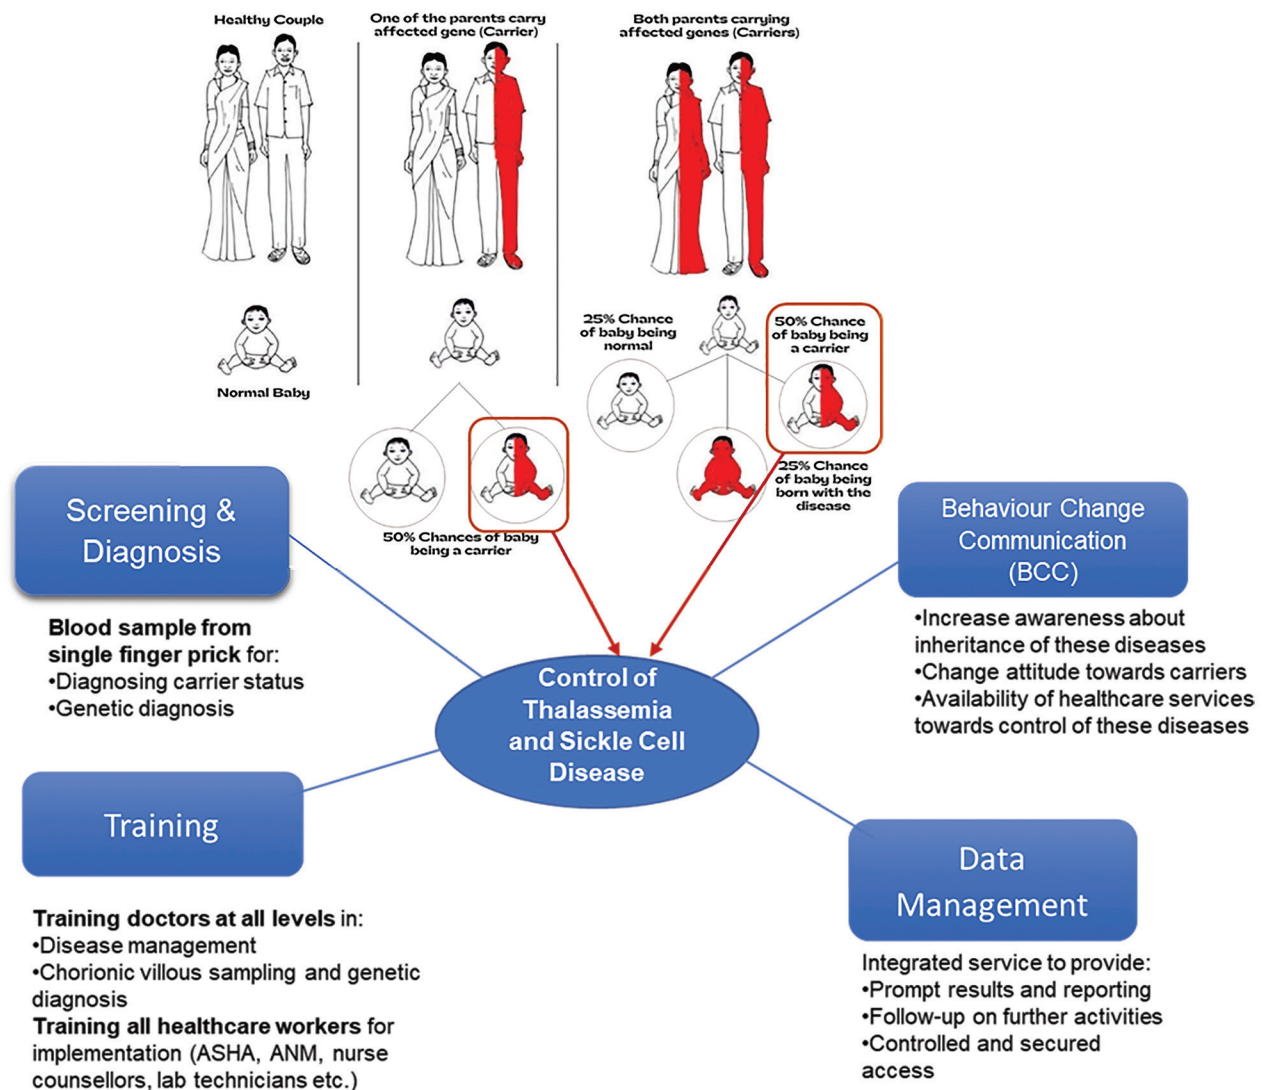 Healthy Couple
One of the parents carry
affected gene (Carrier)
Both parents carrying
affected genes (Carriers)
Normal Baby
50% Chances of baby
being a carrier
25% Chance
of baby being
normal
50% Chance
of baby being
a carrier
25% Chance
of baby being
born with the
disease
Screening &
Diagnosis
Blood sample from
single finger prick for:
•Diagnosing carrier status
•Genetic diagnosis
Behaviour Change
Communication
(BCC)
•Increase awareness about
inheritance of these diseases
•Change attitude towards carriers
•Availability of healthcare services
towards control of these diseases
Control of
Thalassemia
and Sickle Cell
Disease
Training
Training doctors at all levels in:
•Disease management
•Chorionic villous sampling and genetic
diagnosis
Training all healthcare workers for
implementation (ASHA, ANM, nurse
counsellors, lab technicians etc.)
Data
Management
Integrated service to provide:
•Prompt results and reporting
•Follow-up on further activities
•Controlled and secured
access